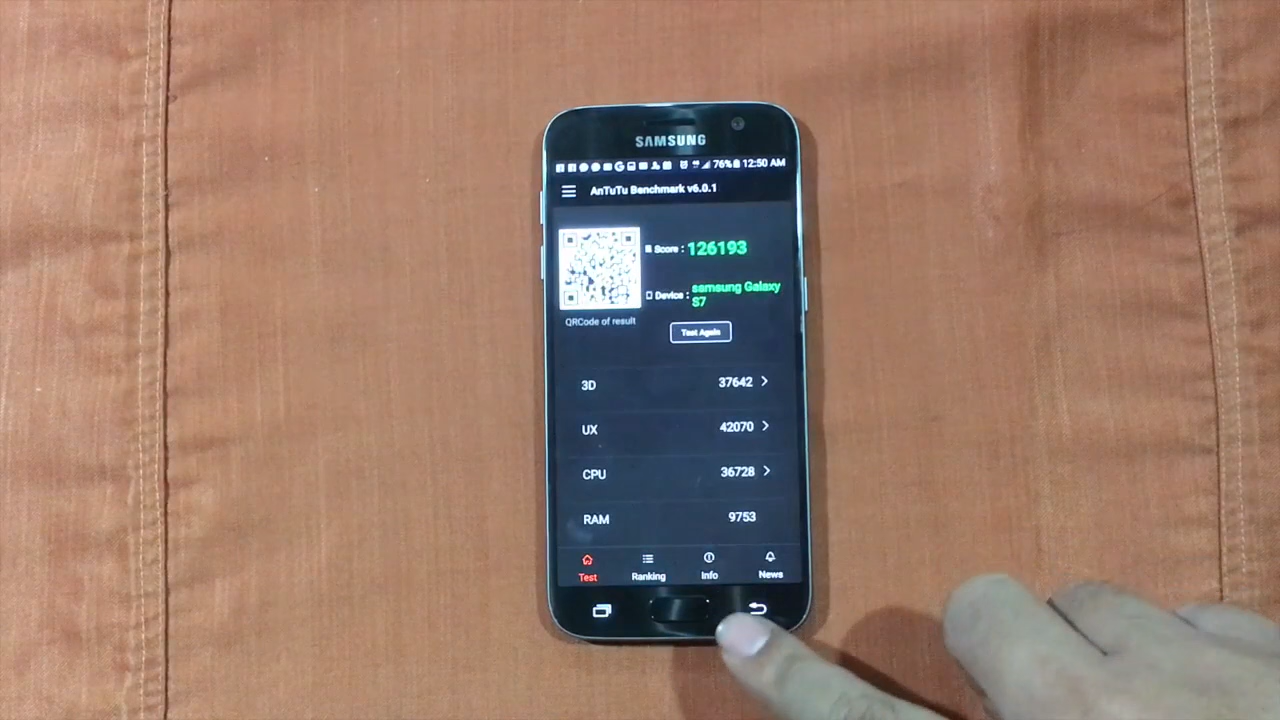 SAMSUNG
76% 12:50 AM
AnTuTu Benchmark v6.0.1
Score : 126193
Device : samsung Galaxy
S7
QRCode of result
Test Again
3D 37642
UX 42070
CPU 36728
RAM 9753
Test Ranking Info News